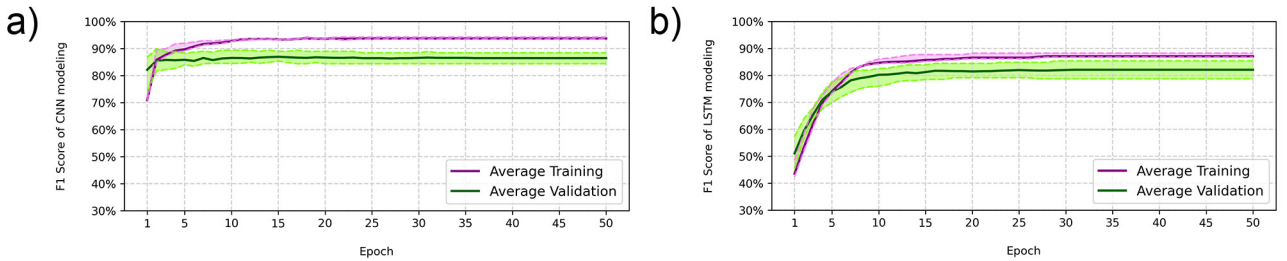 a)
F1 Score of CNN modeling
100%
90%
80%
70%
60%
50%
40%
30%
Average Training
Average Validation
1 5 10 15 20 25 30 35 40 45 50
Epoch
b)
F1 Score of LSTM modeling
100%
90%
80%
70%
60%
50%
40%
30%
Average Training
Average Validation
1 5 10 15 20 25 30 35 40 45 50
Epoch